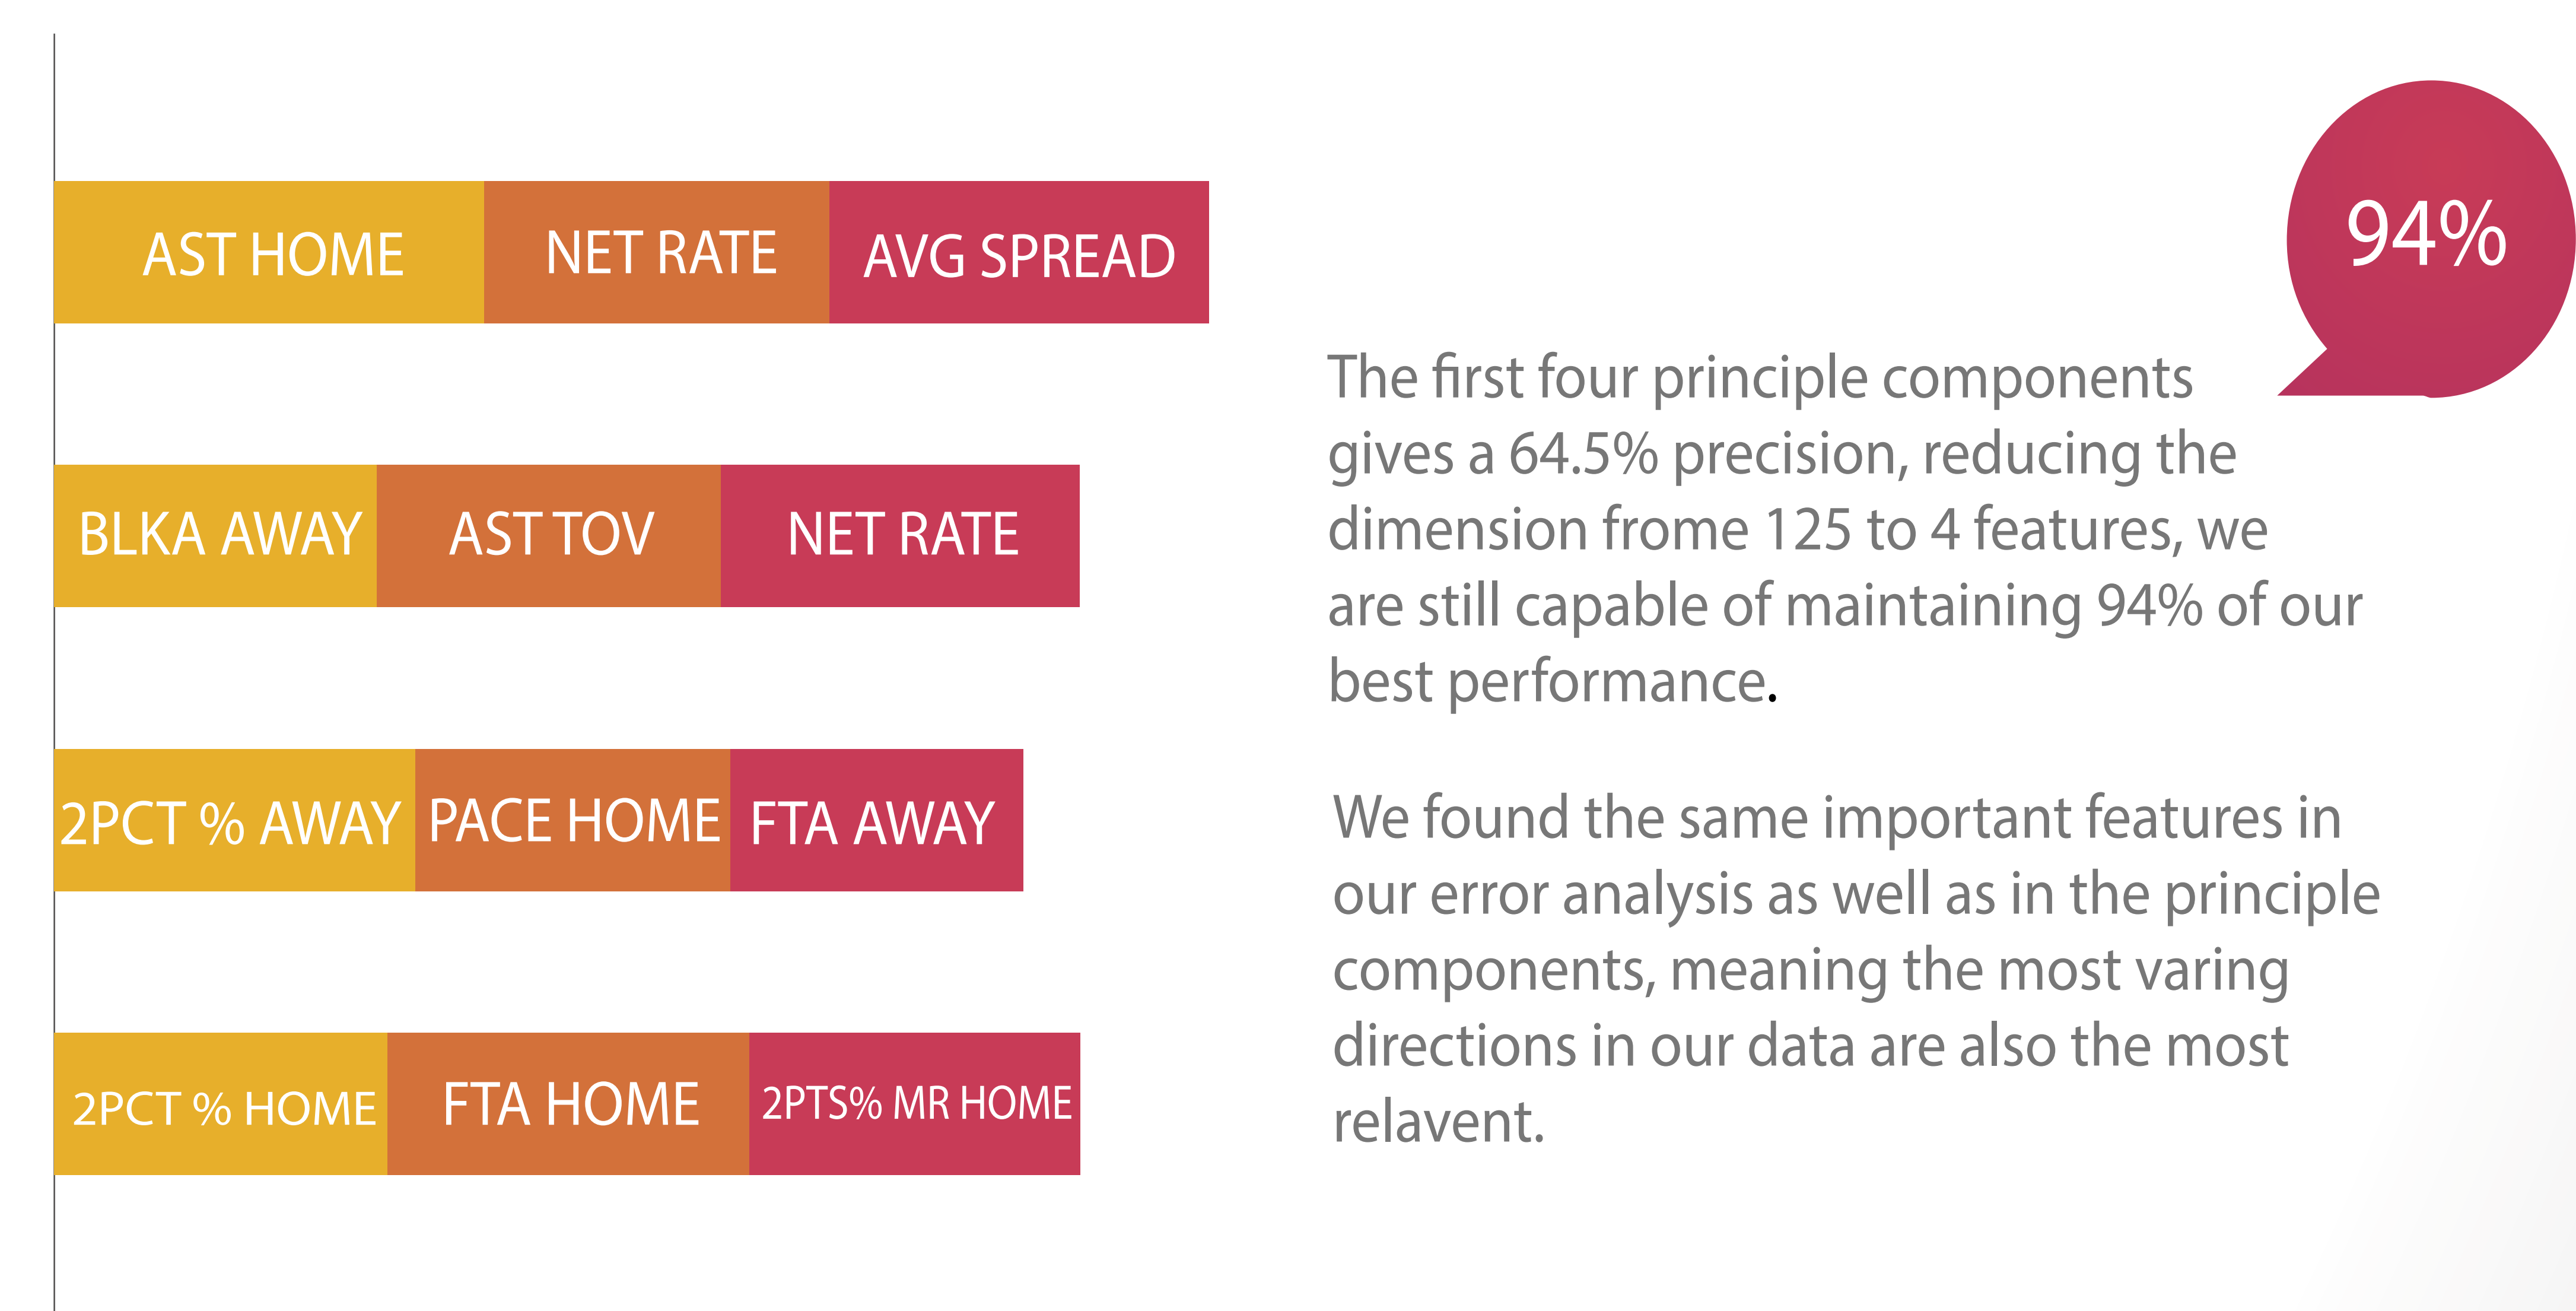 AST HOME NET RATE AVG SPREAD
BLKA AWAY AST TOV NET RATE
2PCT % AWAY PACE HOME FTA AWAY
2PCT % HOME FTA HOME 2PTS% MR HOME
94%
The first four principle components
gives a 64.5% precision, reducing the
dimension frome 125 to 4 features, we
are still capable of maintaining 94% of our
best performance.
We found the same important features in
our error analysis as well as in the principle
components, meaning the most varing
directions in our data are also the most
relavent.